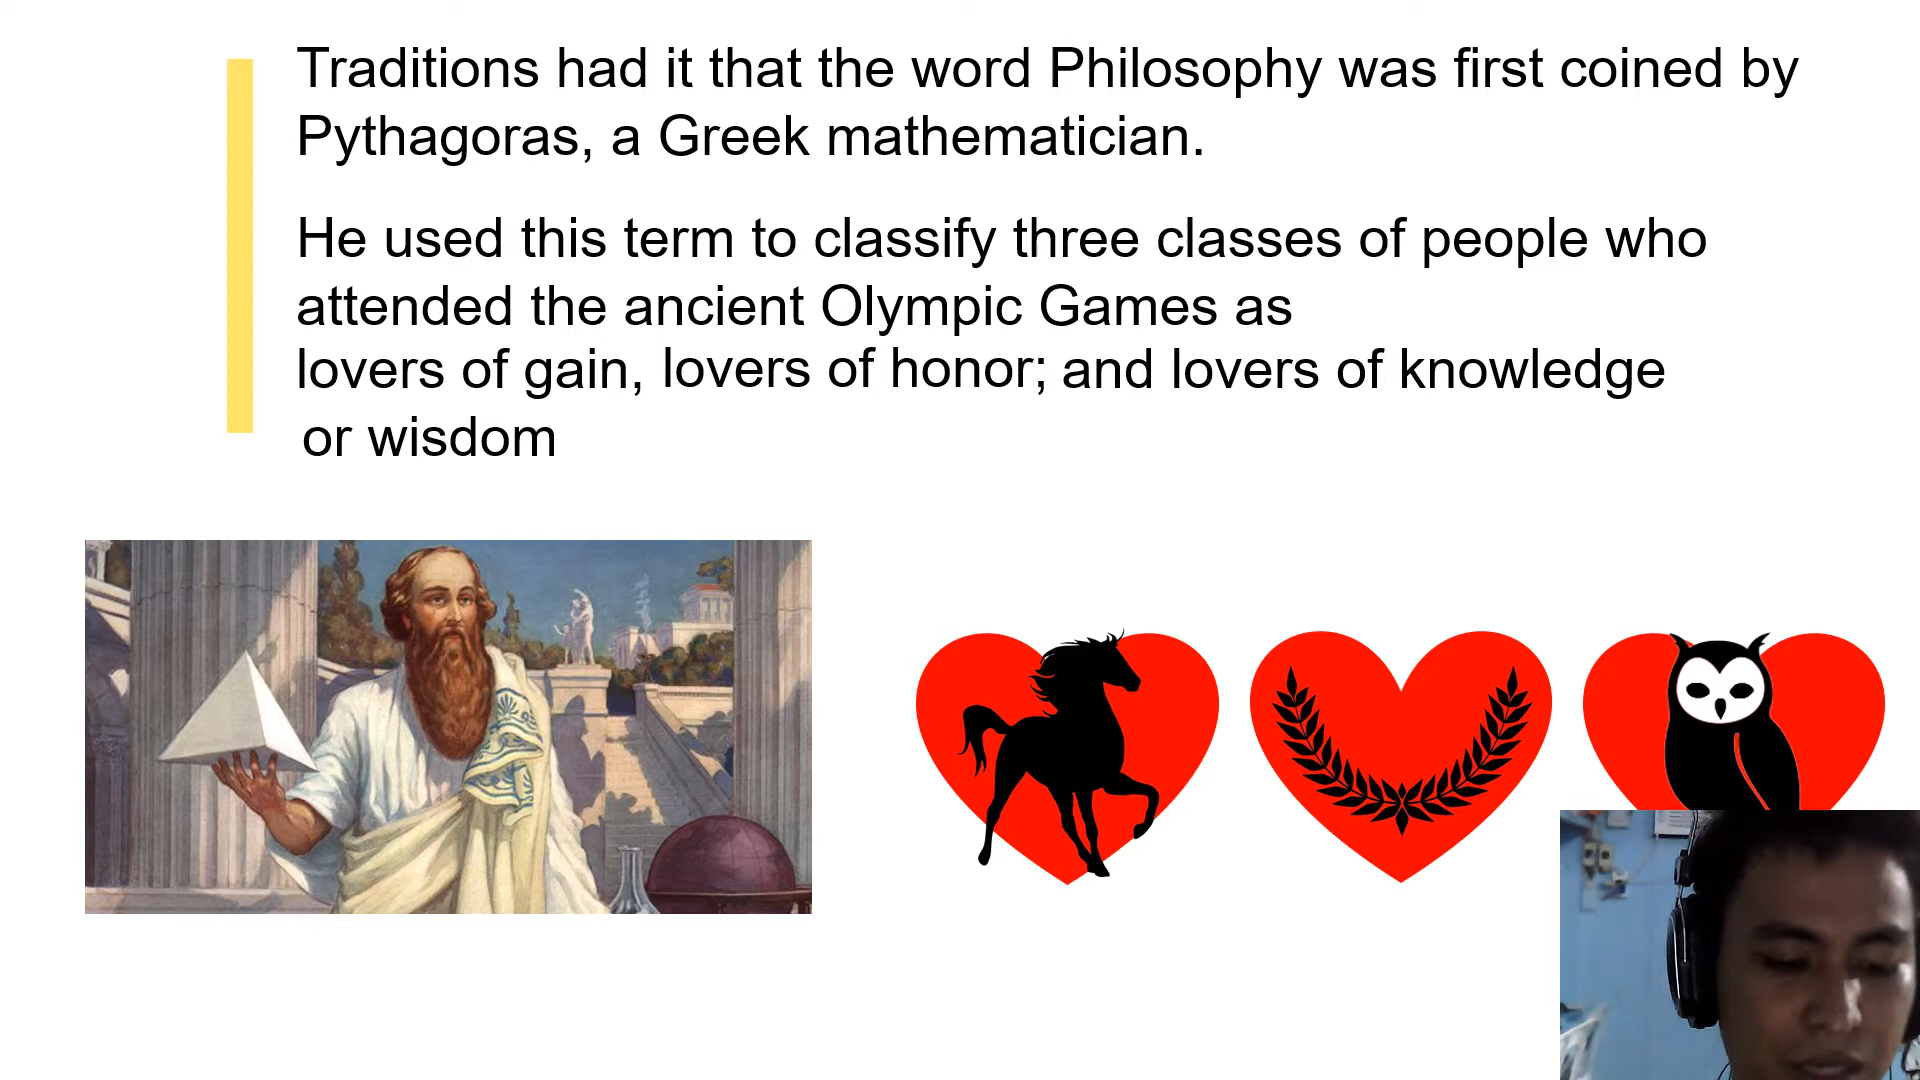 Traditions had it that the word Philosophy was first coined by
Pythagoras, a Greek mathematician.
He used this term to classify three classes of people who
attended the ancient Olympic Games as
lovers of gain, lovers of honor; and lovers of knowledge
or wisdom